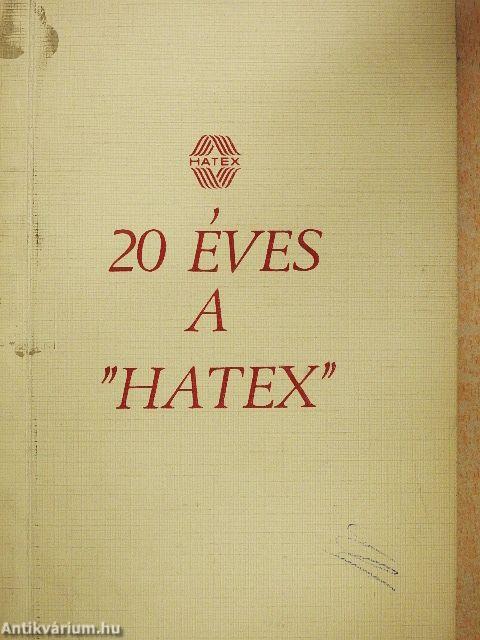 HATEX
20 ÉVES
A
"HATEX"
Antikvárium.hu